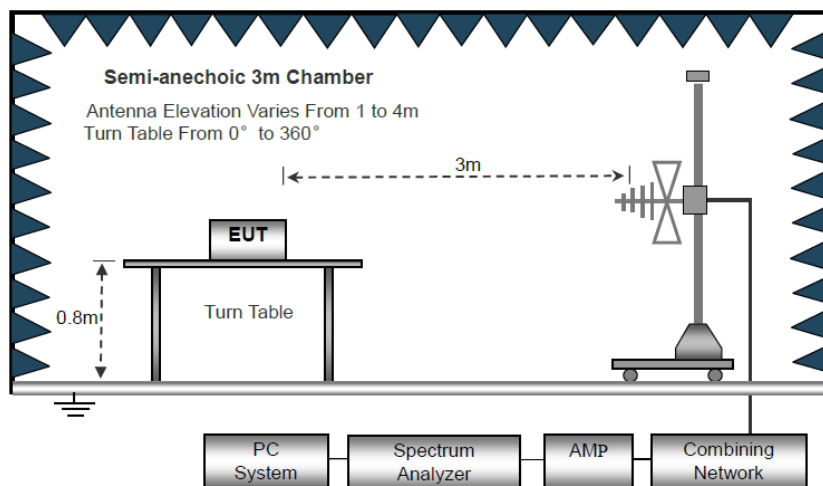 Semi-anechoic 3m Chamber
Antenna Elevation Varies From 1 to 4m
Turn Table From 0° to 360°
3m
EUT
0.8m
Turn Table
PC
System
Spectrum
Analyzer
AMP
Combining
Network